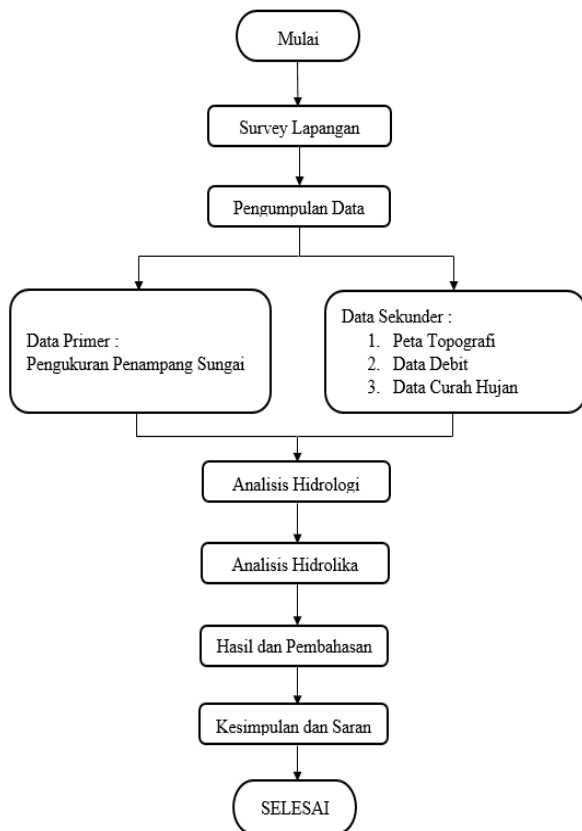 Mulai
Survey Lapangan
Pengumpulan Data
Data Primer :
Pengukuran Penampang Sungai
Data Sekunder :
1. Peta Topografi
2. Data Debit
3. Data Curah Hujan
Analisis Hidrologi
Analisis Hidrolika
Hasil dan Pembahasan
Kesimpulan dan Saran
SELESAI